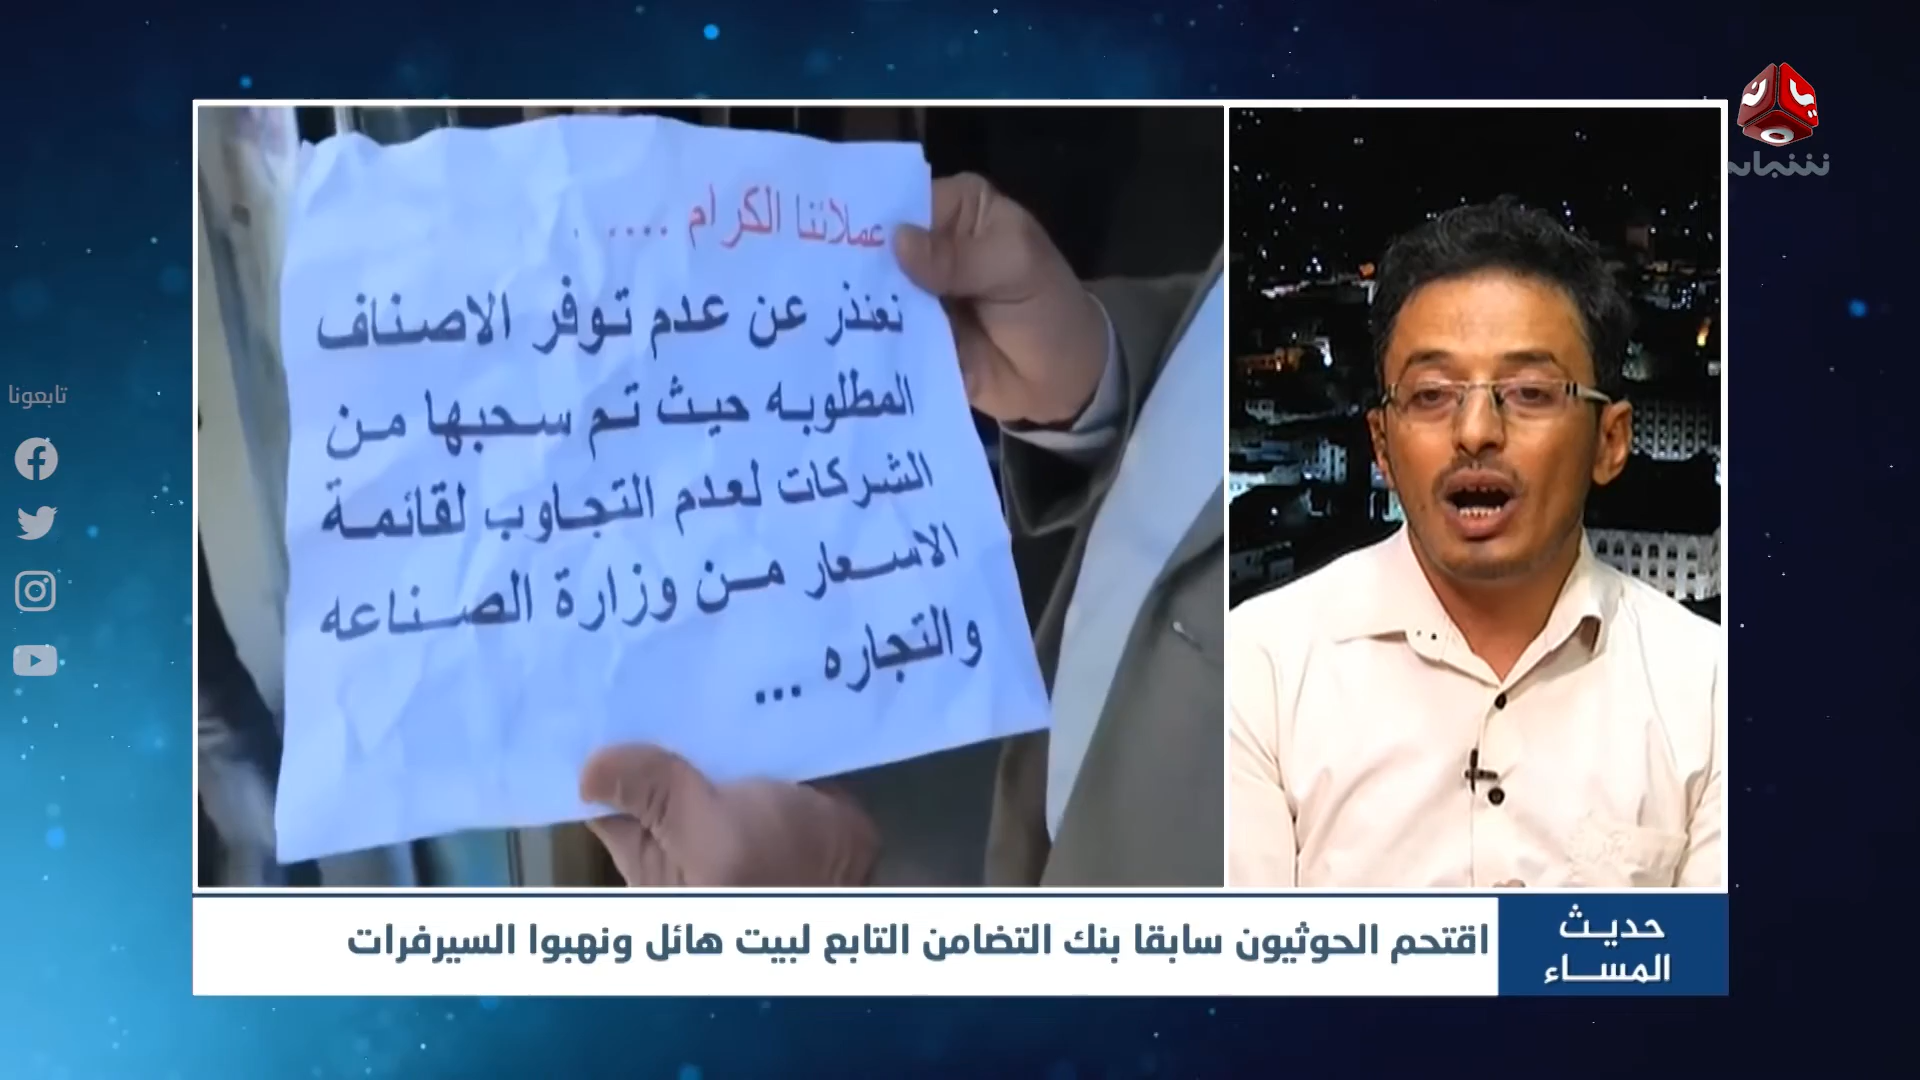 عملائنا الكرام ....
نعتذر عن عدم توفر الاصناف
المطلوبه حيث تم سحبها من
الشركات لعدم التجاوب لقائمة
الاسعار من وزارة الصناعه
والتجاره ...
تابعونا
حديث
المساء
اقتحم الحوثيون سابقا بنك التضامن التابع لبيت هائل ونهبوا السيرفرات